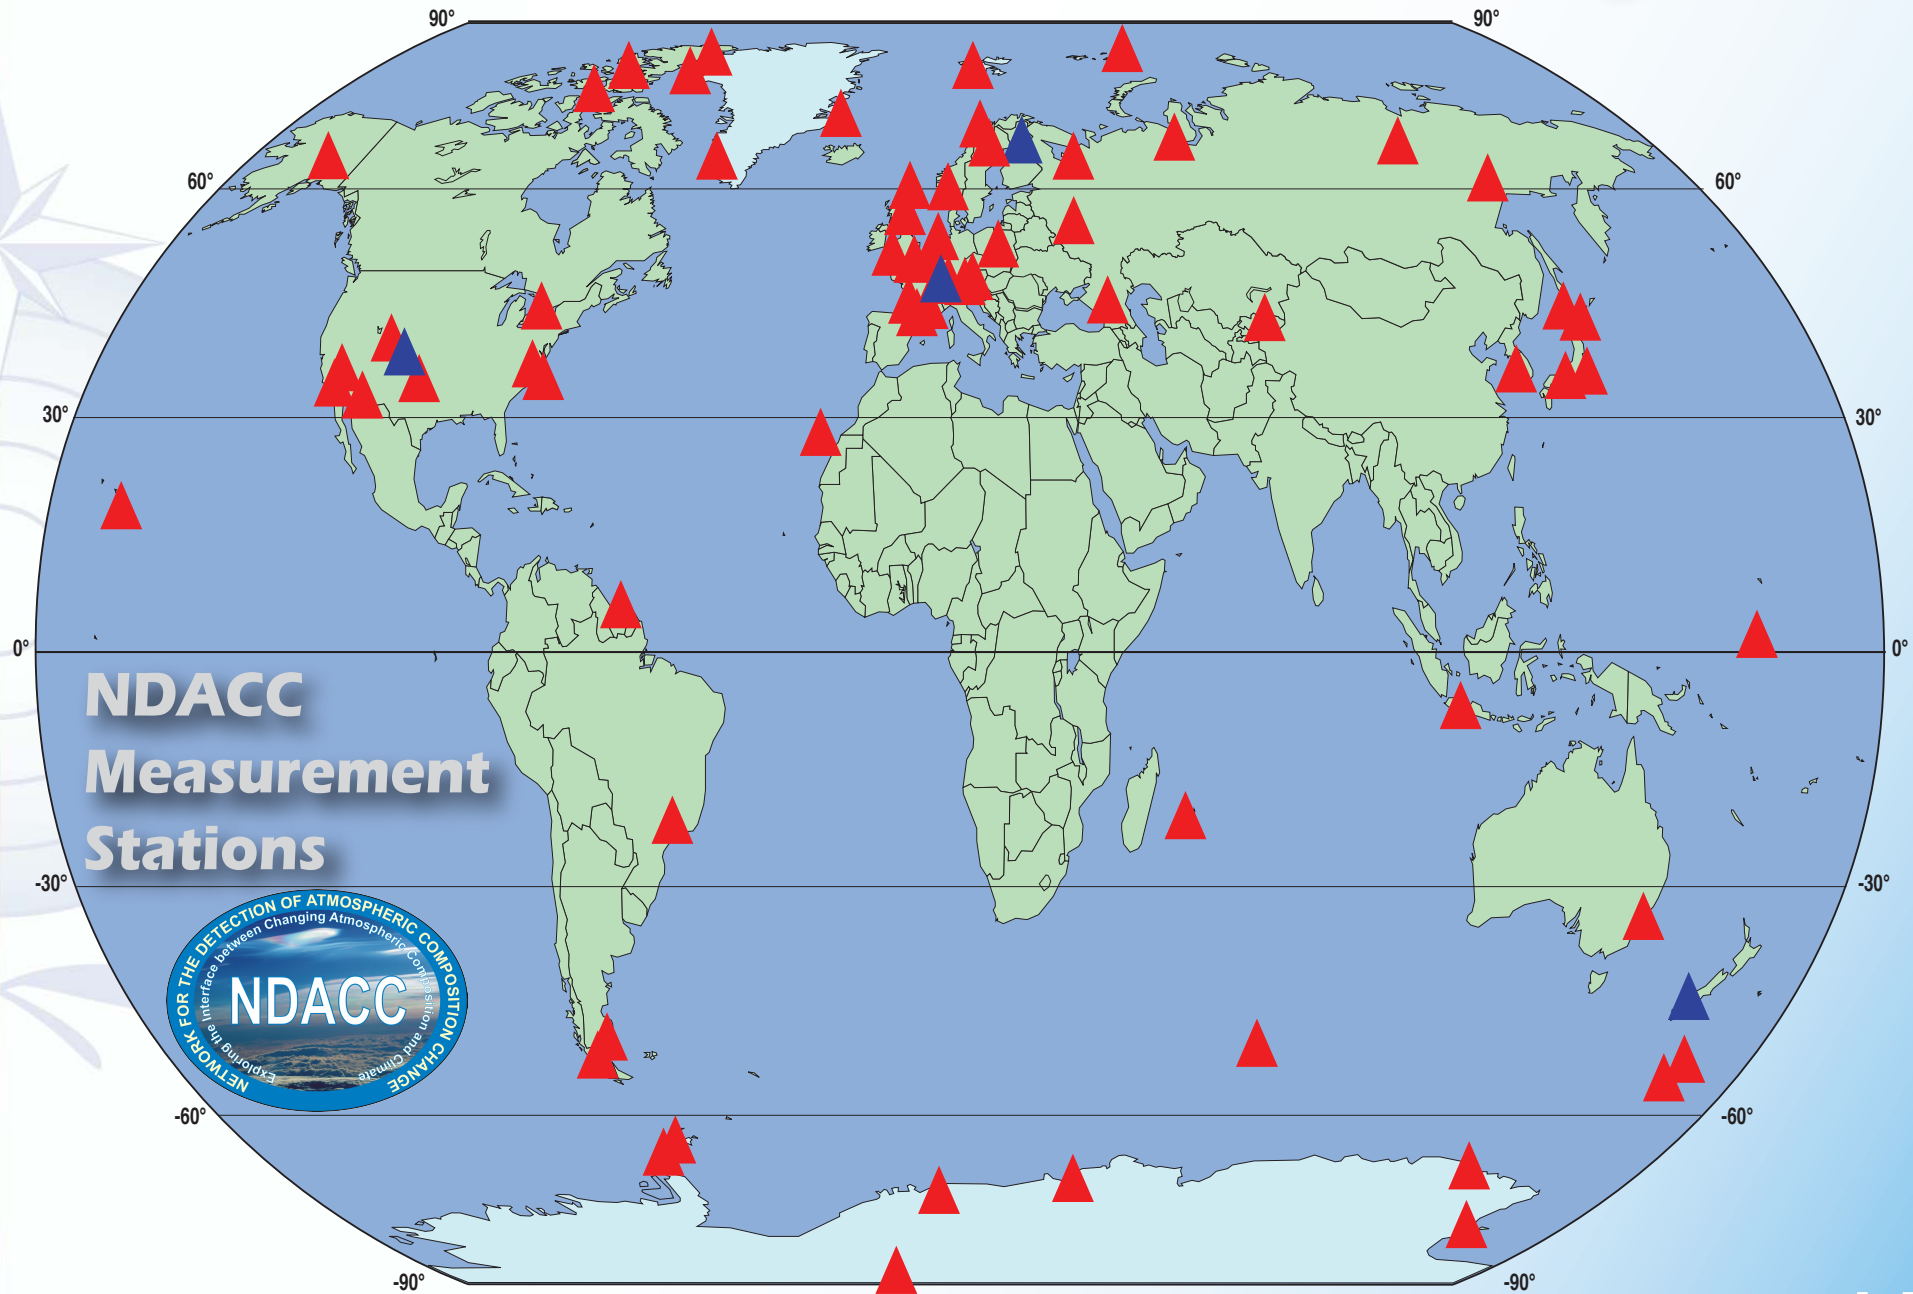 90°
90°
60°
60°
30°
30°
0°
0°
NDACC
Measurement
Stations
-30°
-30°
NETWORK FOR THE DETECTION OF ATMOSPHERIC COMPOSITION CHANGE
Exploring the Interface between Changing Atmospheric Composition and Climate
NDACC
-60°
-60°
-90°
-90°